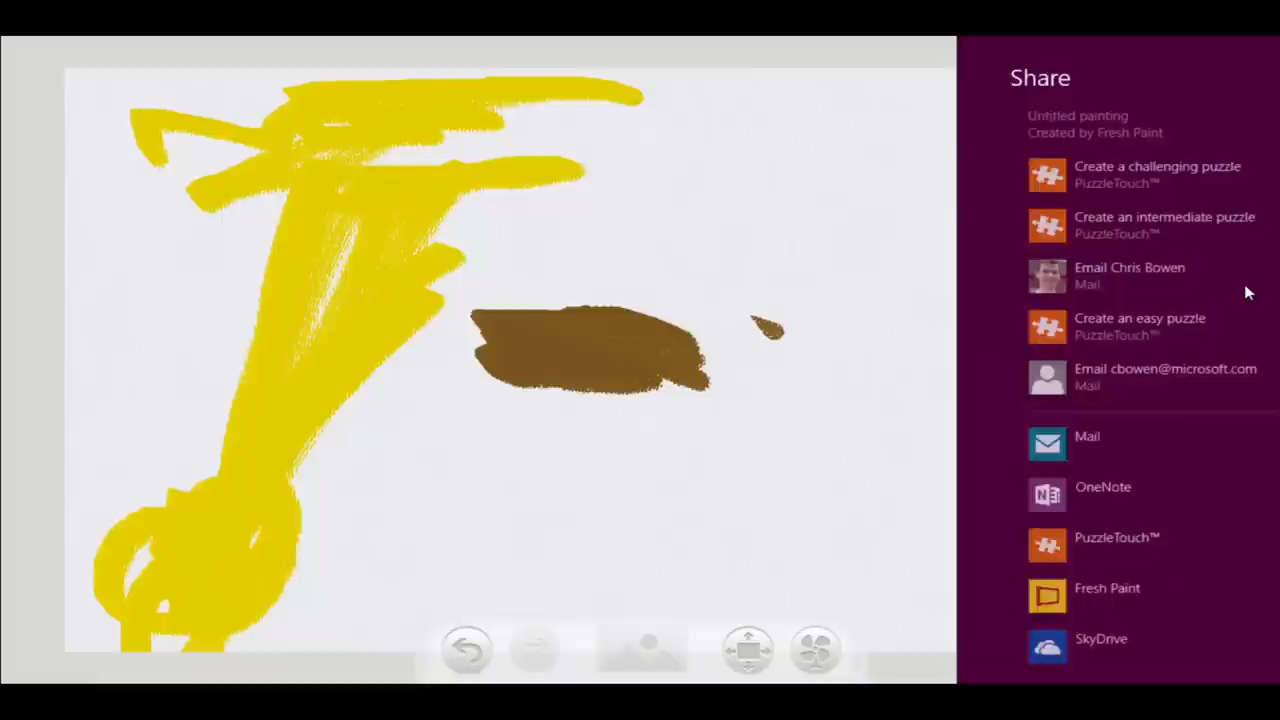 Share
Untitled painting
Created by Fresh Paint
Create a challenging puzzle
PuzzleTouch™
Create an intermediate puzzle
PuzzleTouch™
Email Chris Bowen
Mail
Create an easy puzzle
PuzzleTouch™
Email cbowen@microsoft.com
Mail
Mail
OneNote
PuzzleTouch™
Fresh Paint
SkyDrive